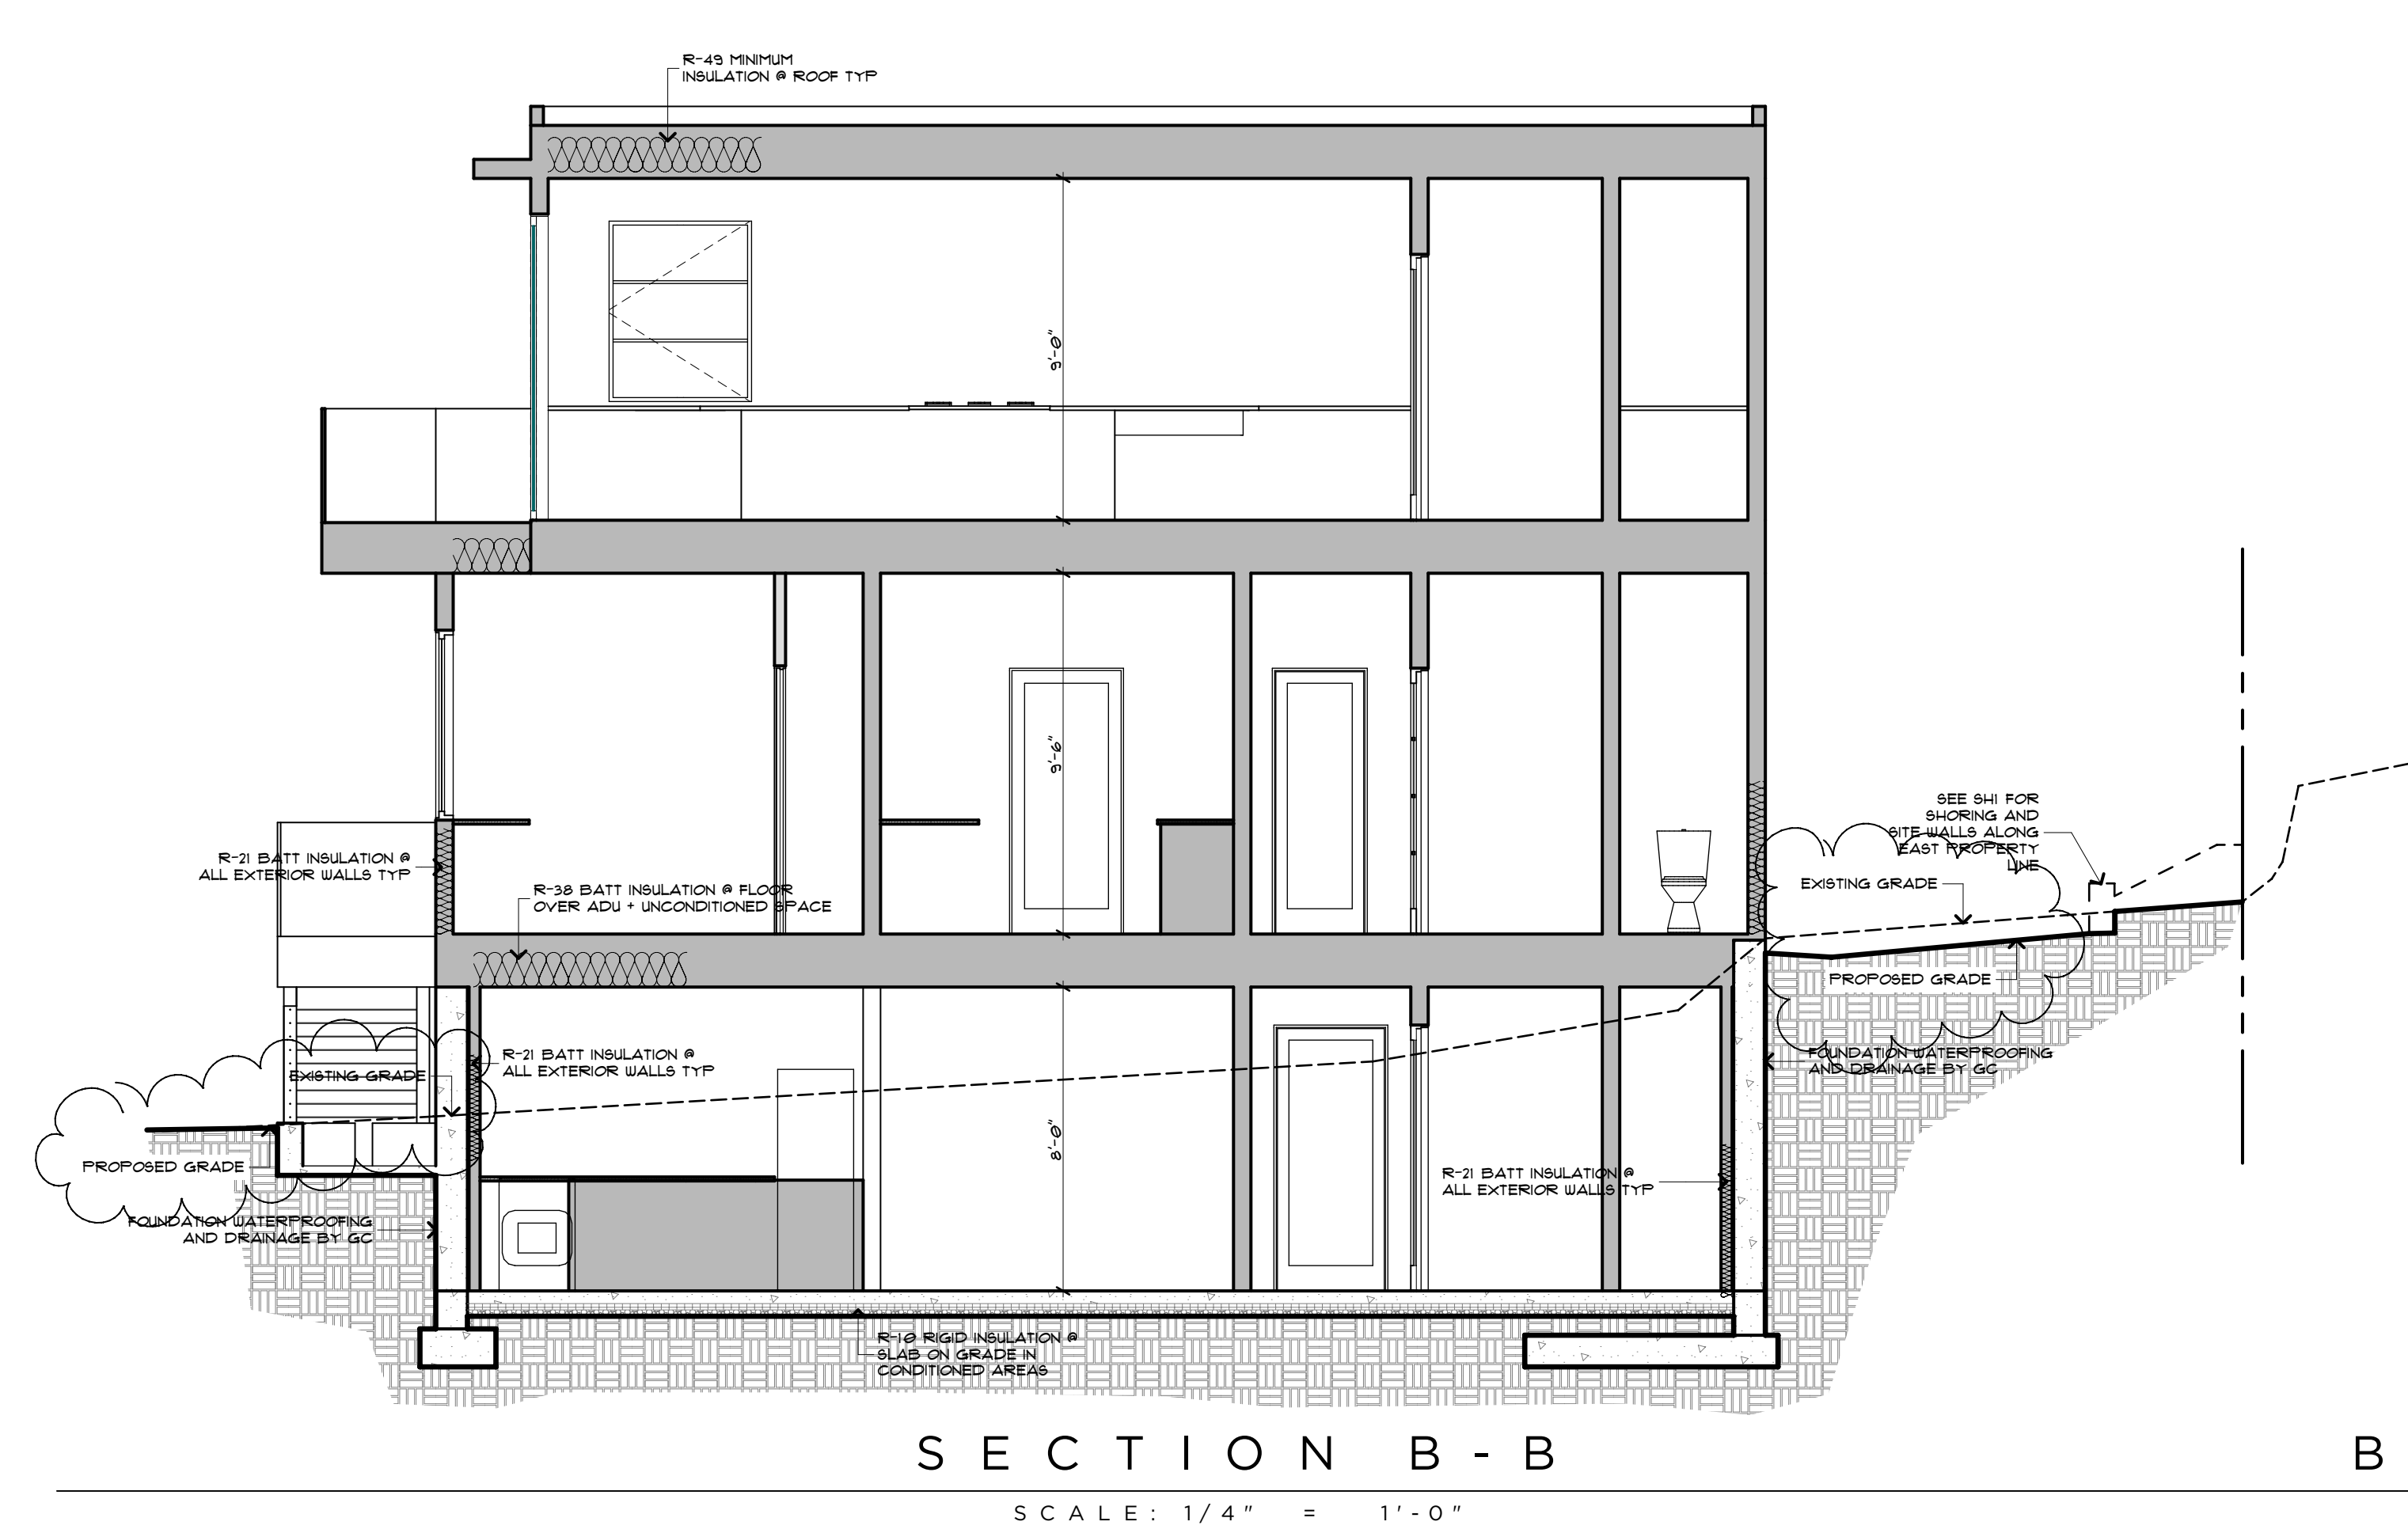 R-49 MINIMUM
INSULATION @ ROOF TYP
9'-0"
9'-6"
SEE SH1 FOR
SHORING AND
SITE WALLS ALONG
EAST PROPERTY
LINE
R-21 BATT INSULATION @
ALL EXTERIOR WALLS TYP
R-38 BATT INSULATION @ FLOOR
OVER ADU + UNCONDITIONED SPACE
EXISTING GRADE
PROPOSED GRADE
R-21 BATT INSULATION @
ALL EXTERIOR WALLS TYP
FOUNDATION WATERPROOFING
AND DRAINAGE BY GC
EXISTING GRADE
8'-0"
PROPOSED GRADE
R-21 BATT INSULATION @
ALL EXTERIOR WALLS TYP
FOUNDATION WATERPROOFING
AND DRAINAGE BY GC
R-10 RIGID INSULATION @
SLAB ON GRADE IN
CONDITIONED AREAS
SECTION B-B
B
SCALE: 1/4" = 1'-0"